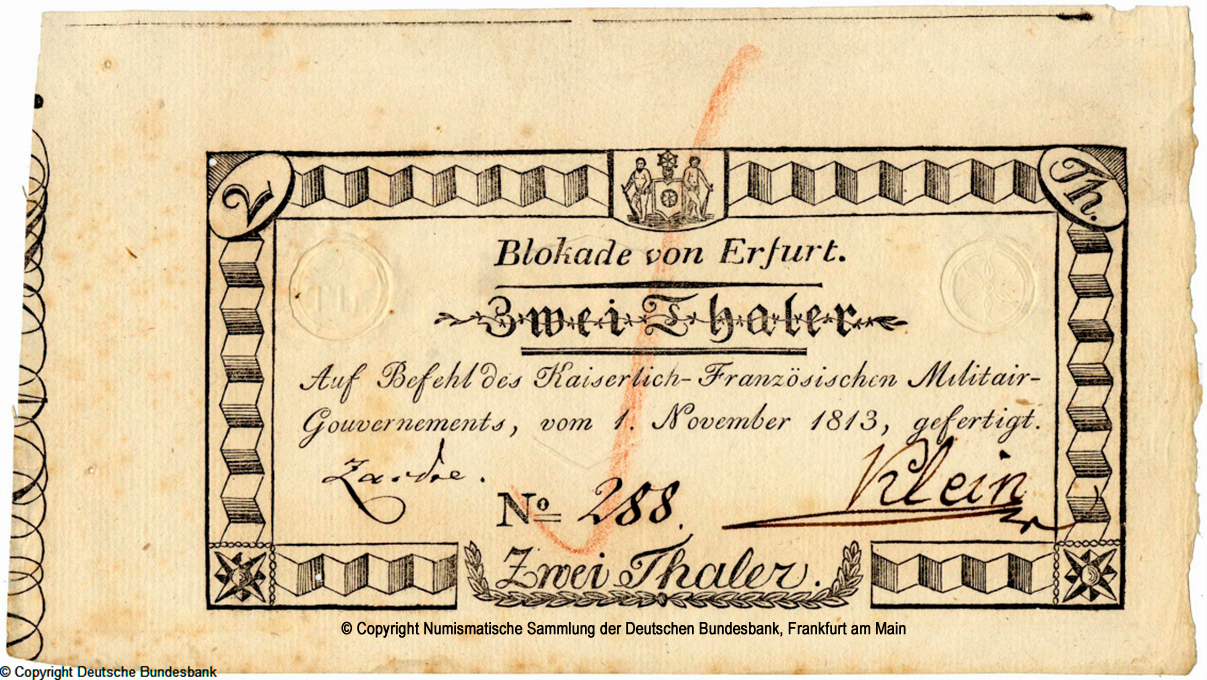 2
Th.
Blokade von Erfurt.
Zwei Thaler
Auf Befehl des Kaiserlich-Französischen Militair-
Gouvernements, vom 1. November 1813, gefertigt.
Klein
No 288.
Zwei Thaler.
© Copyright Numismatische Sammlung der Deutschen Bundesbank, Frankfurt am Main
© Copyright Deutsche Bundesbank